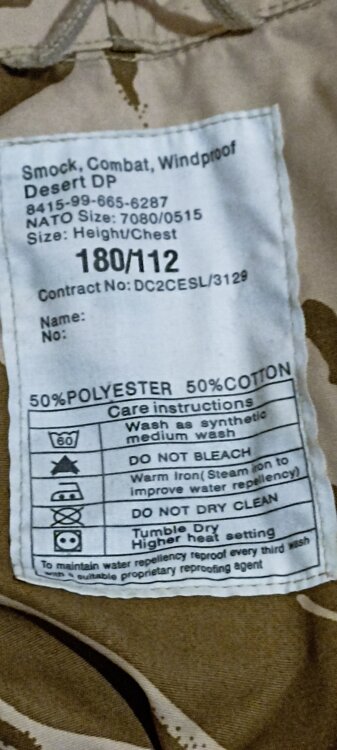 Smock, Combat, Windproof
Desert DP
8415-99-665-6287
NATO Size: 7080/0515
Size: Height/Chest
180/112
Contract No: DC2CESL/3129
Name:
No:
50%POLYESTER 50%COTTON
Care instructions
60 Wash as synthetic
medium wash
DO NOT BLEACH
Warm Iron( Steam iron to
improve water repellency)
DO NOT DRY CLEAN
Tumble Dry
Higher heat setting
To maintain water repellency reproof every third wash
with a suitable proprietary reproofing agent